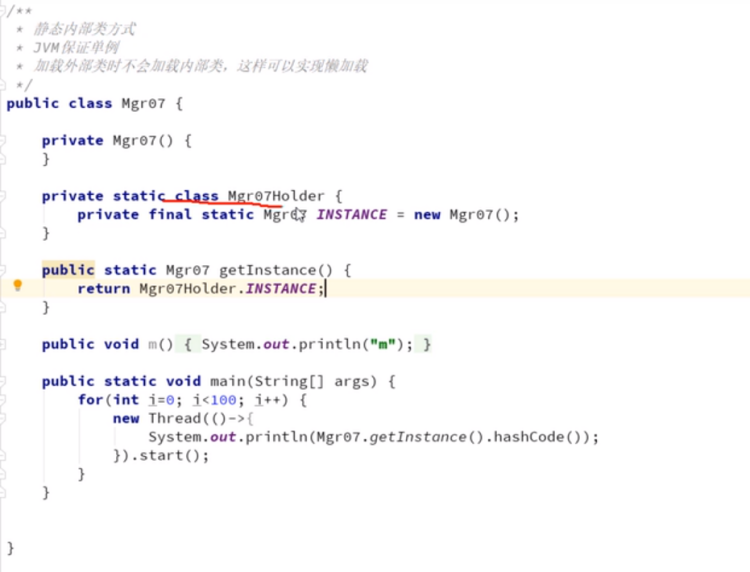 /**
 * 静态内部类方式
 * JVM保证单例
 * 加载外部类时不会加载内部类，这样可以实现懒加载
 */
public class Mgr07 {
    private Mgr07() {
    }
    private static class Mgr07Holder {
        private final static Mgr07 INSTANCE = new Mgr07();
    }
    public static Mgr07 getInstance() {
        return Mgr07Holder.INSTANCE;
    }
    public void m() { System.out.println("m"); }
    public static void main(String[] args) {
        for(int i=0; i<100; i++) {
            new Thread(()->{
                System.out.println(Mgr07.getInstance().hashCode());
            }).start();
        }
    }
}